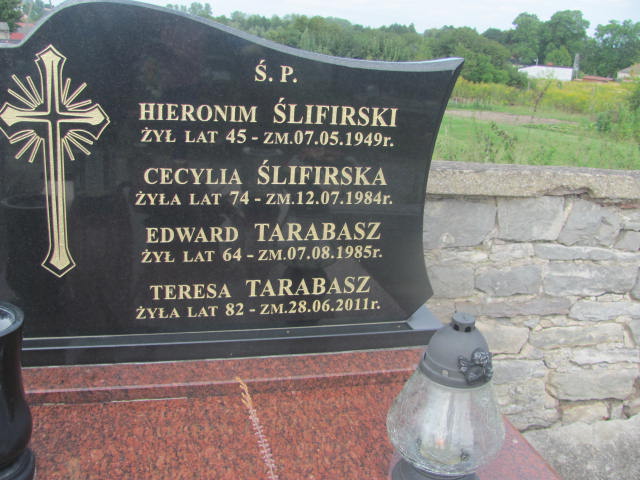 Ś. P.
HIERONIM ŚLIFIRSKI
ŻYŁ LAT 45 - ZM.07.05.1949r.
CECYLIA ŚLIFIRSKA
ŻYŁA LAT 74 - ZM.12.07.1984r.
EDWARD TARABASZ
ŻYŁ LAT 64 - ZM.07.08.1985r.
TERESA TARABASZ
ŻYŁA LAT 82 - ZM.28.06.2011r.